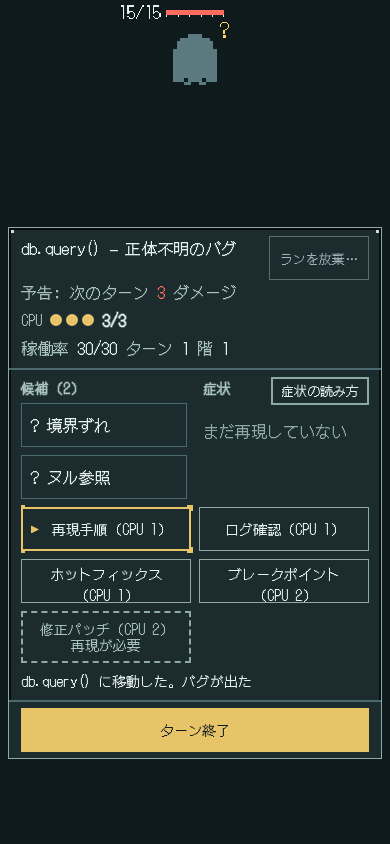 15/15
?
db.query() – 正体不明のバグ
ランを放棄…
予告: 次のターン 3 ダメージ
CPU ●●● 3/3
稼働率 30/30 ターン 1 階 1
候補 (2)
症状
症状の読み方
? 境界ずれ
まだ再現していない
? ヌル参照
▶ 再現手順 (CPU 1)
ログ確認 (CPU 1)
ホットフィックス
(CPU 1)
ブレークポイント
(CPU 2)
修正パッチ (CPU 2)
再現が必要
db.query() に移動した。バグが出た
ターン終了